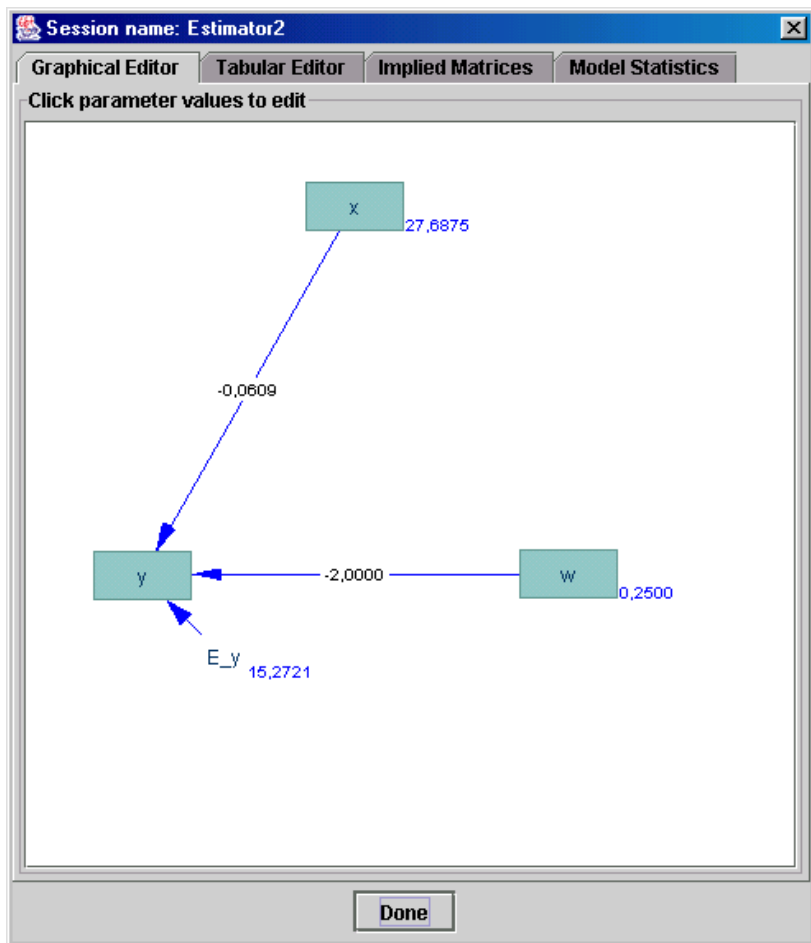 Session name: Estimator2
Graphical Editor Tabular Editor Implied Matrices Model Statistics
Click parameter values to edit
x
27,6875
-0,0609
y
-2,0000
w
0,2500
E_y
15,2721
Done